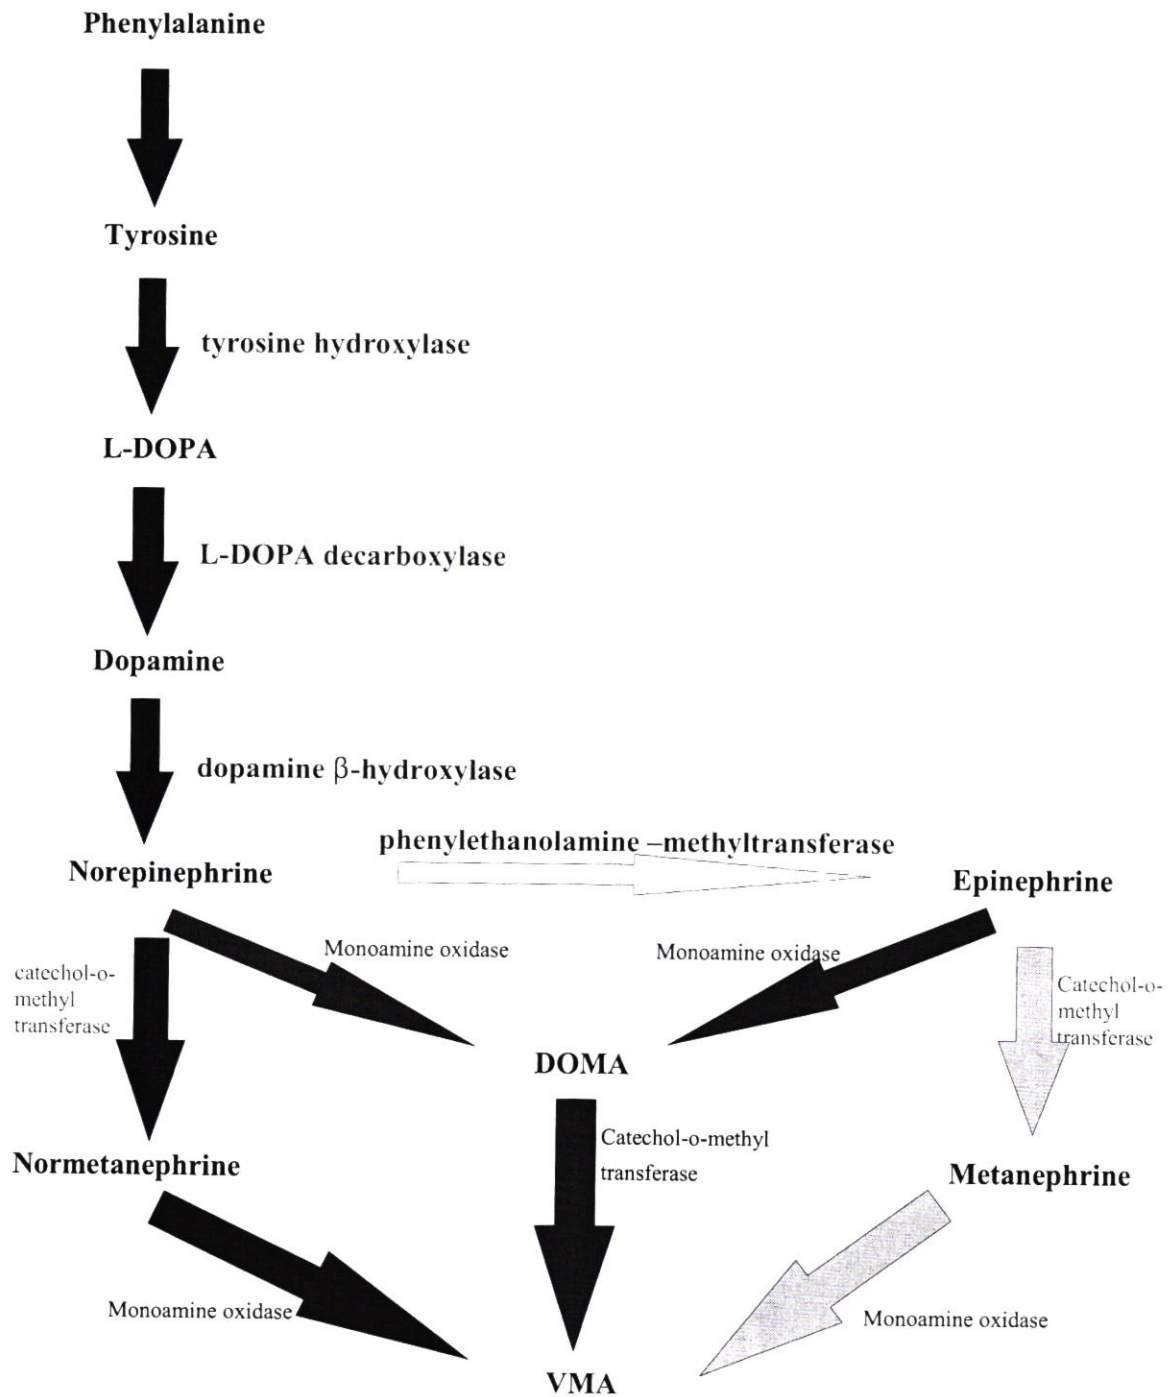 Phenylalanine
Tyrosine
tyrosine hydroxylase
L-DOPA
L-DOPA decarboxylase
Dopamine
dopamine β-hydroxylase
phenylethanolamine –methyltransferase
Norepinephrine
Epinephrine
Monoamine oxidase
Monoamine oxidase
catechol-o-
methyl
transferase
Catechol-o-
methyl
transferase
DOMA
Catechol-o-methyl
transferase
Normetanephrine
Metanephrine
Monoamine oxidase
Monoamine oxidase
VMA